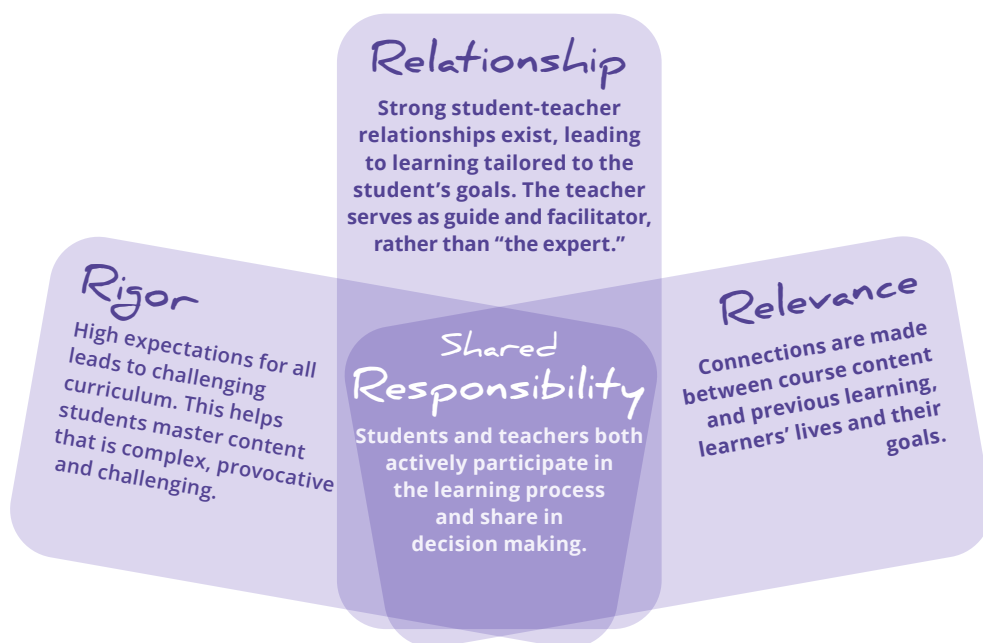 Relationship
Strong student-teacher
relationships exist, leading
to learning tailored to the
student’s goals. The teacher
serves as guide and facilitator,
rather than “the expert.”
Rigor
High expectations for all
leads to challenging
curriculum. This helps
students master content
that is complex, provocative
and challenging.
Shared
Responsibility
Students and teachers both
actively participate in
the learning process
and share in
decision making.
Relevance
Connections are made
between course content
and previous learning,
learners’ lives and their
goals.